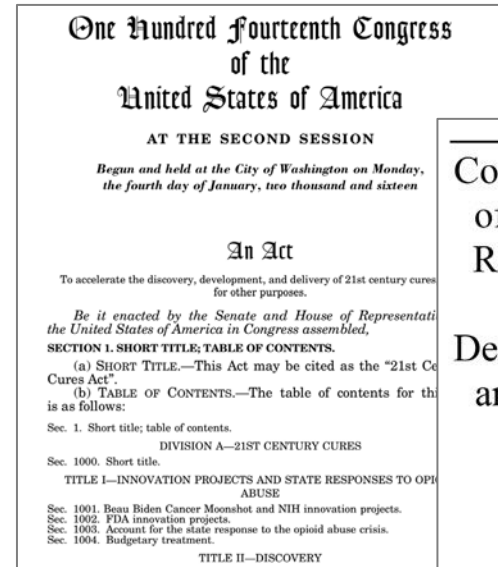 One Hundred Fourteenth Congress
of the
United States of America
AT THE SECOND SESSION
Begun and held at the City of Washington on Monday,
the fourth day of January, two thousand and sixteen
An Act
To accelerate the discovery, development, and delivery of 21st century cures
for other purposes.
Be it enacted by the Senate and House of
the United States of America in Congress assembled,
SECTION 1. SHORT TITLE; TABLE OF CONTENTS.
(a) SHORT TITLE.—This Act may be cited as the “21st
Cures Act”.
(b) TABLE OF CONTENTS.—The table of contents for
is as follows:
Sec. 1. Short title; table of contents.
DIVISION A—21ST CENTURY CURES
Sec. 1000. Short title.
TITLE I—INNOVATION PROJECTS AND STATE RESPONSES TO
ABUSE
Sec. 1001. Beau Biden Cancer Moonshot and NIH innovation projects.
Sec. 1002. FDA innovation projects.
Sec. 1003. Account for the state response to the opioid abuse crisis.
Sec. 1004. Budgetary treatment.
TITLE II—DISCOVERY